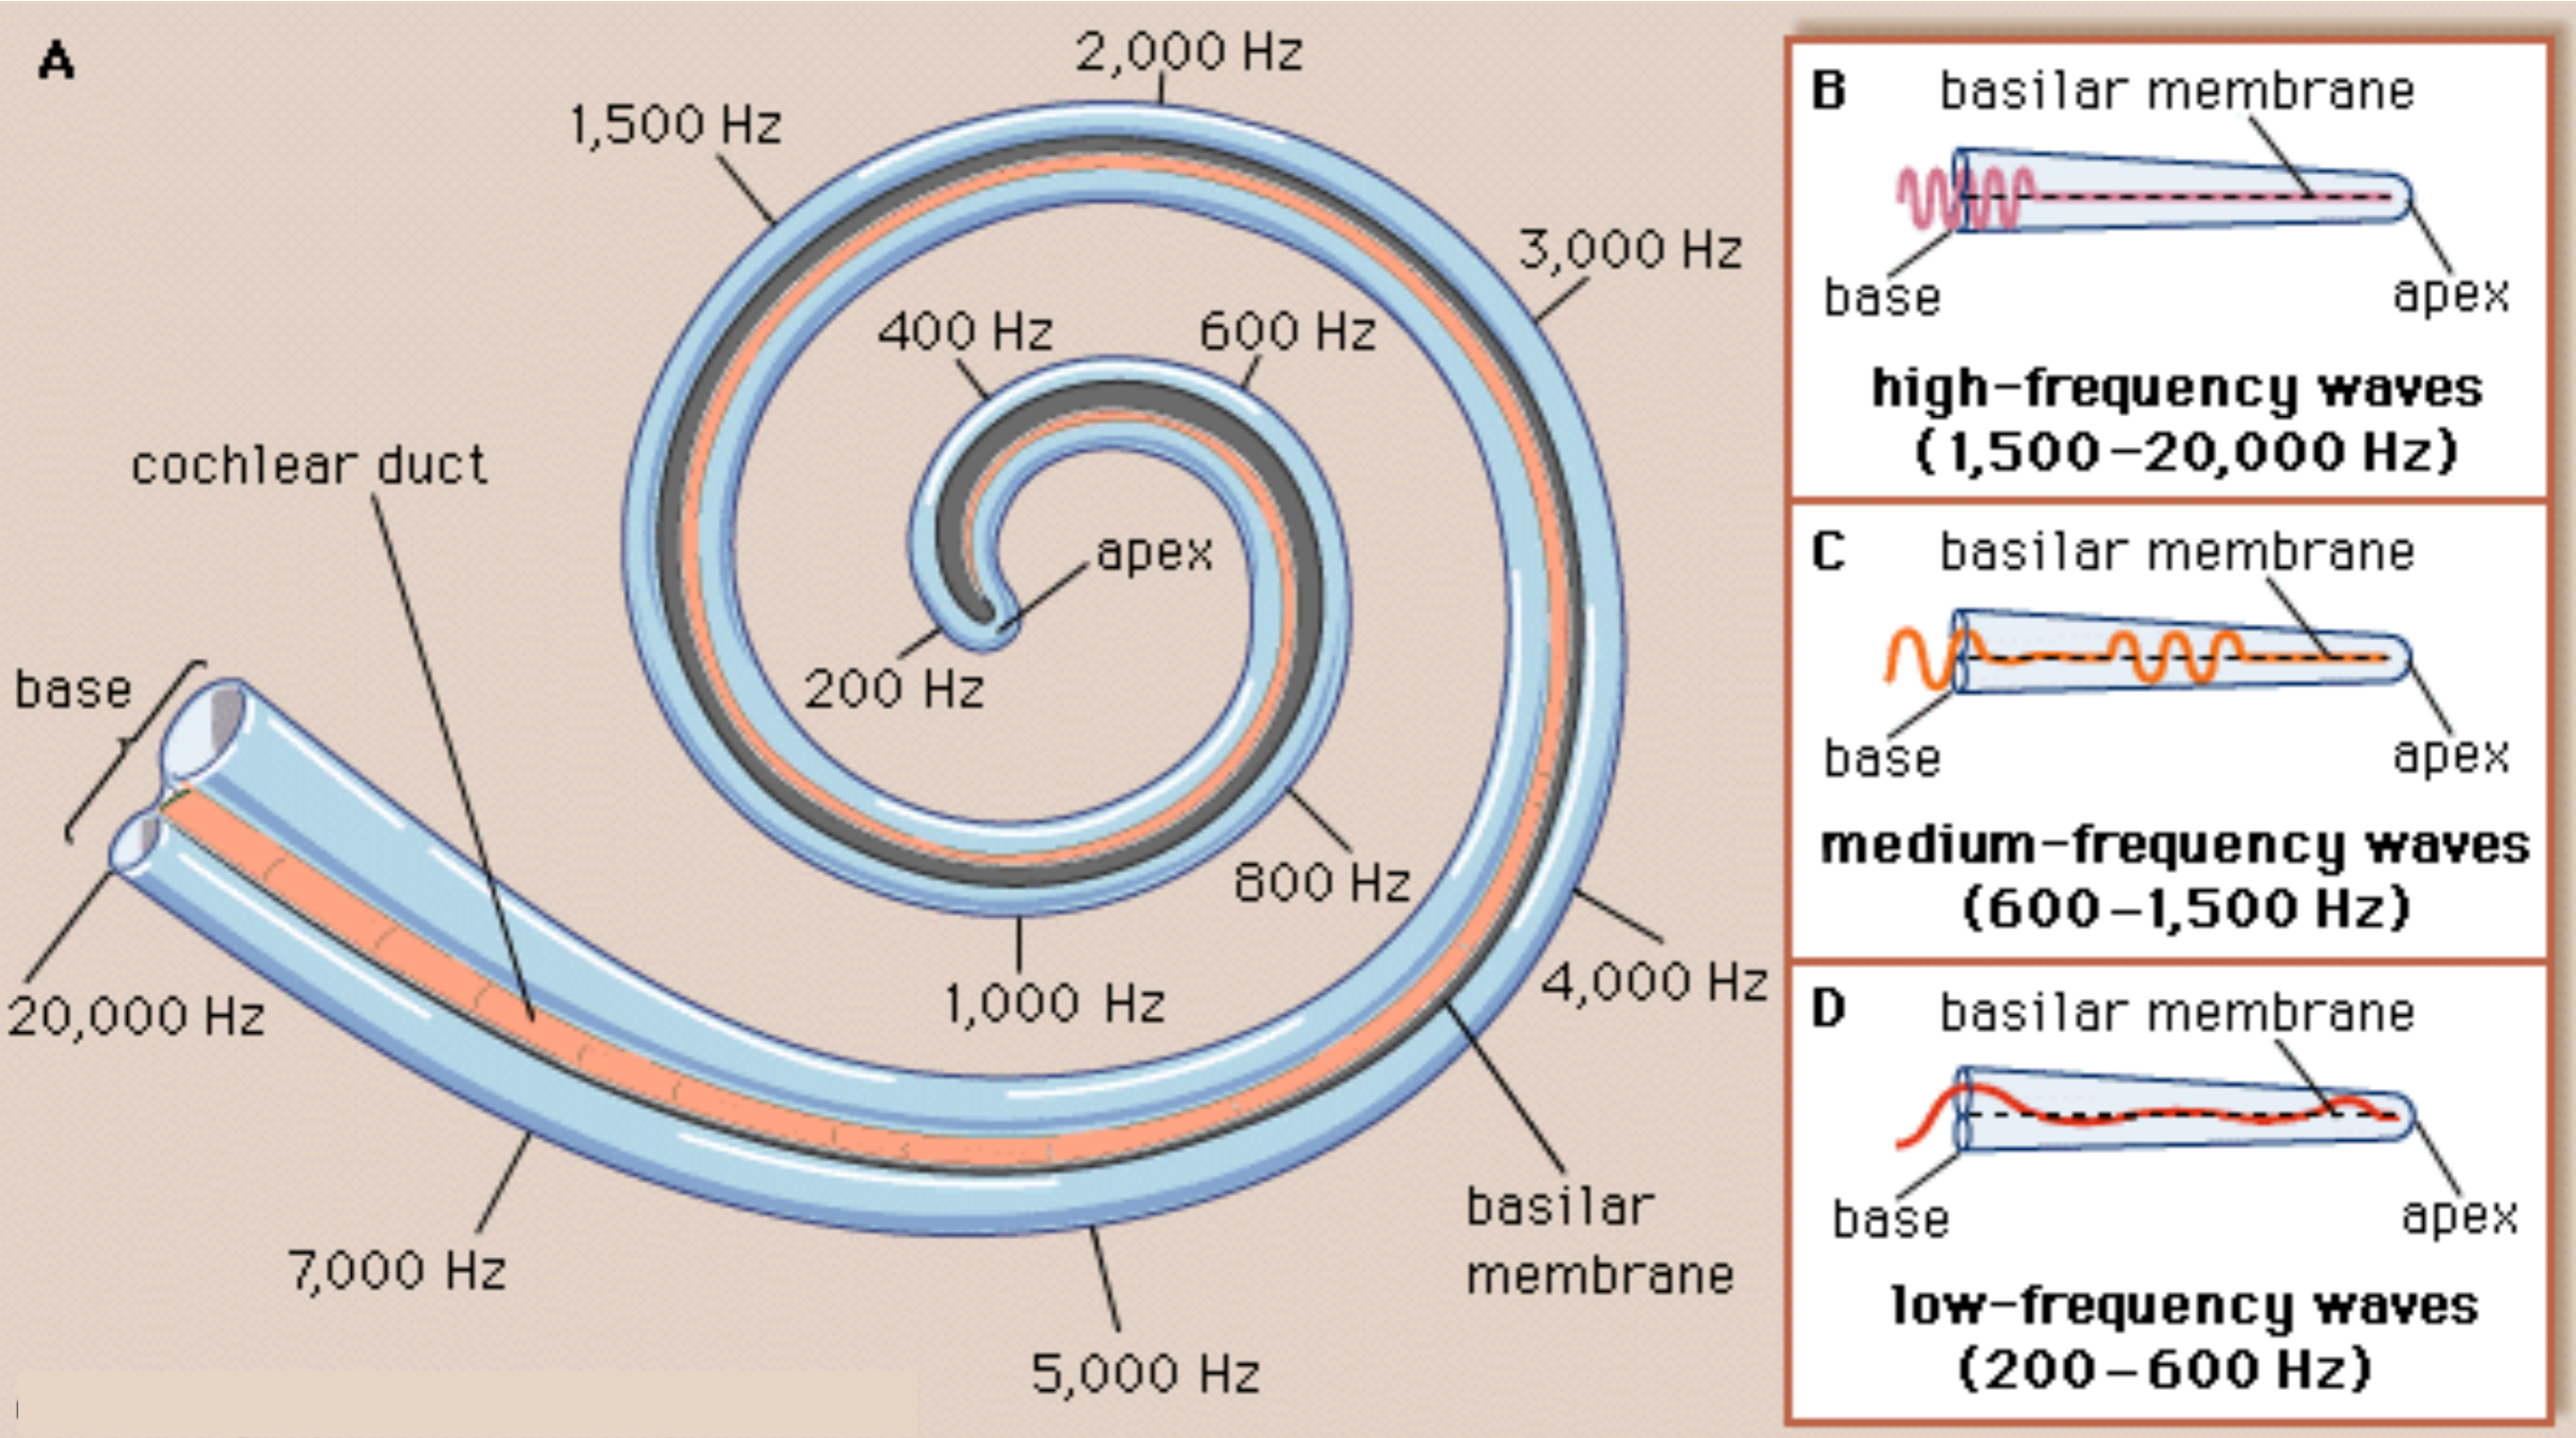 A
2,000 Hz
1,500 Hz
3,000 Hz
400 Hz
600 Hz
cochlear duct
apex
200 Hz
base
800 Hz
20,000 Hz
1,000 Hz
4,000 Hz
7,000 Hz
basilar
membrane
5,000 Hz
B
basilar membrane
base
apex
high-frequency waves
(1,500-20,000 Hz)
C
basilar membrane
base
apex
medium-frequency waves
(600-1,500 Hz)
D
basilar membrane
base
apex
low-frequency waves
(200-600 Hz)